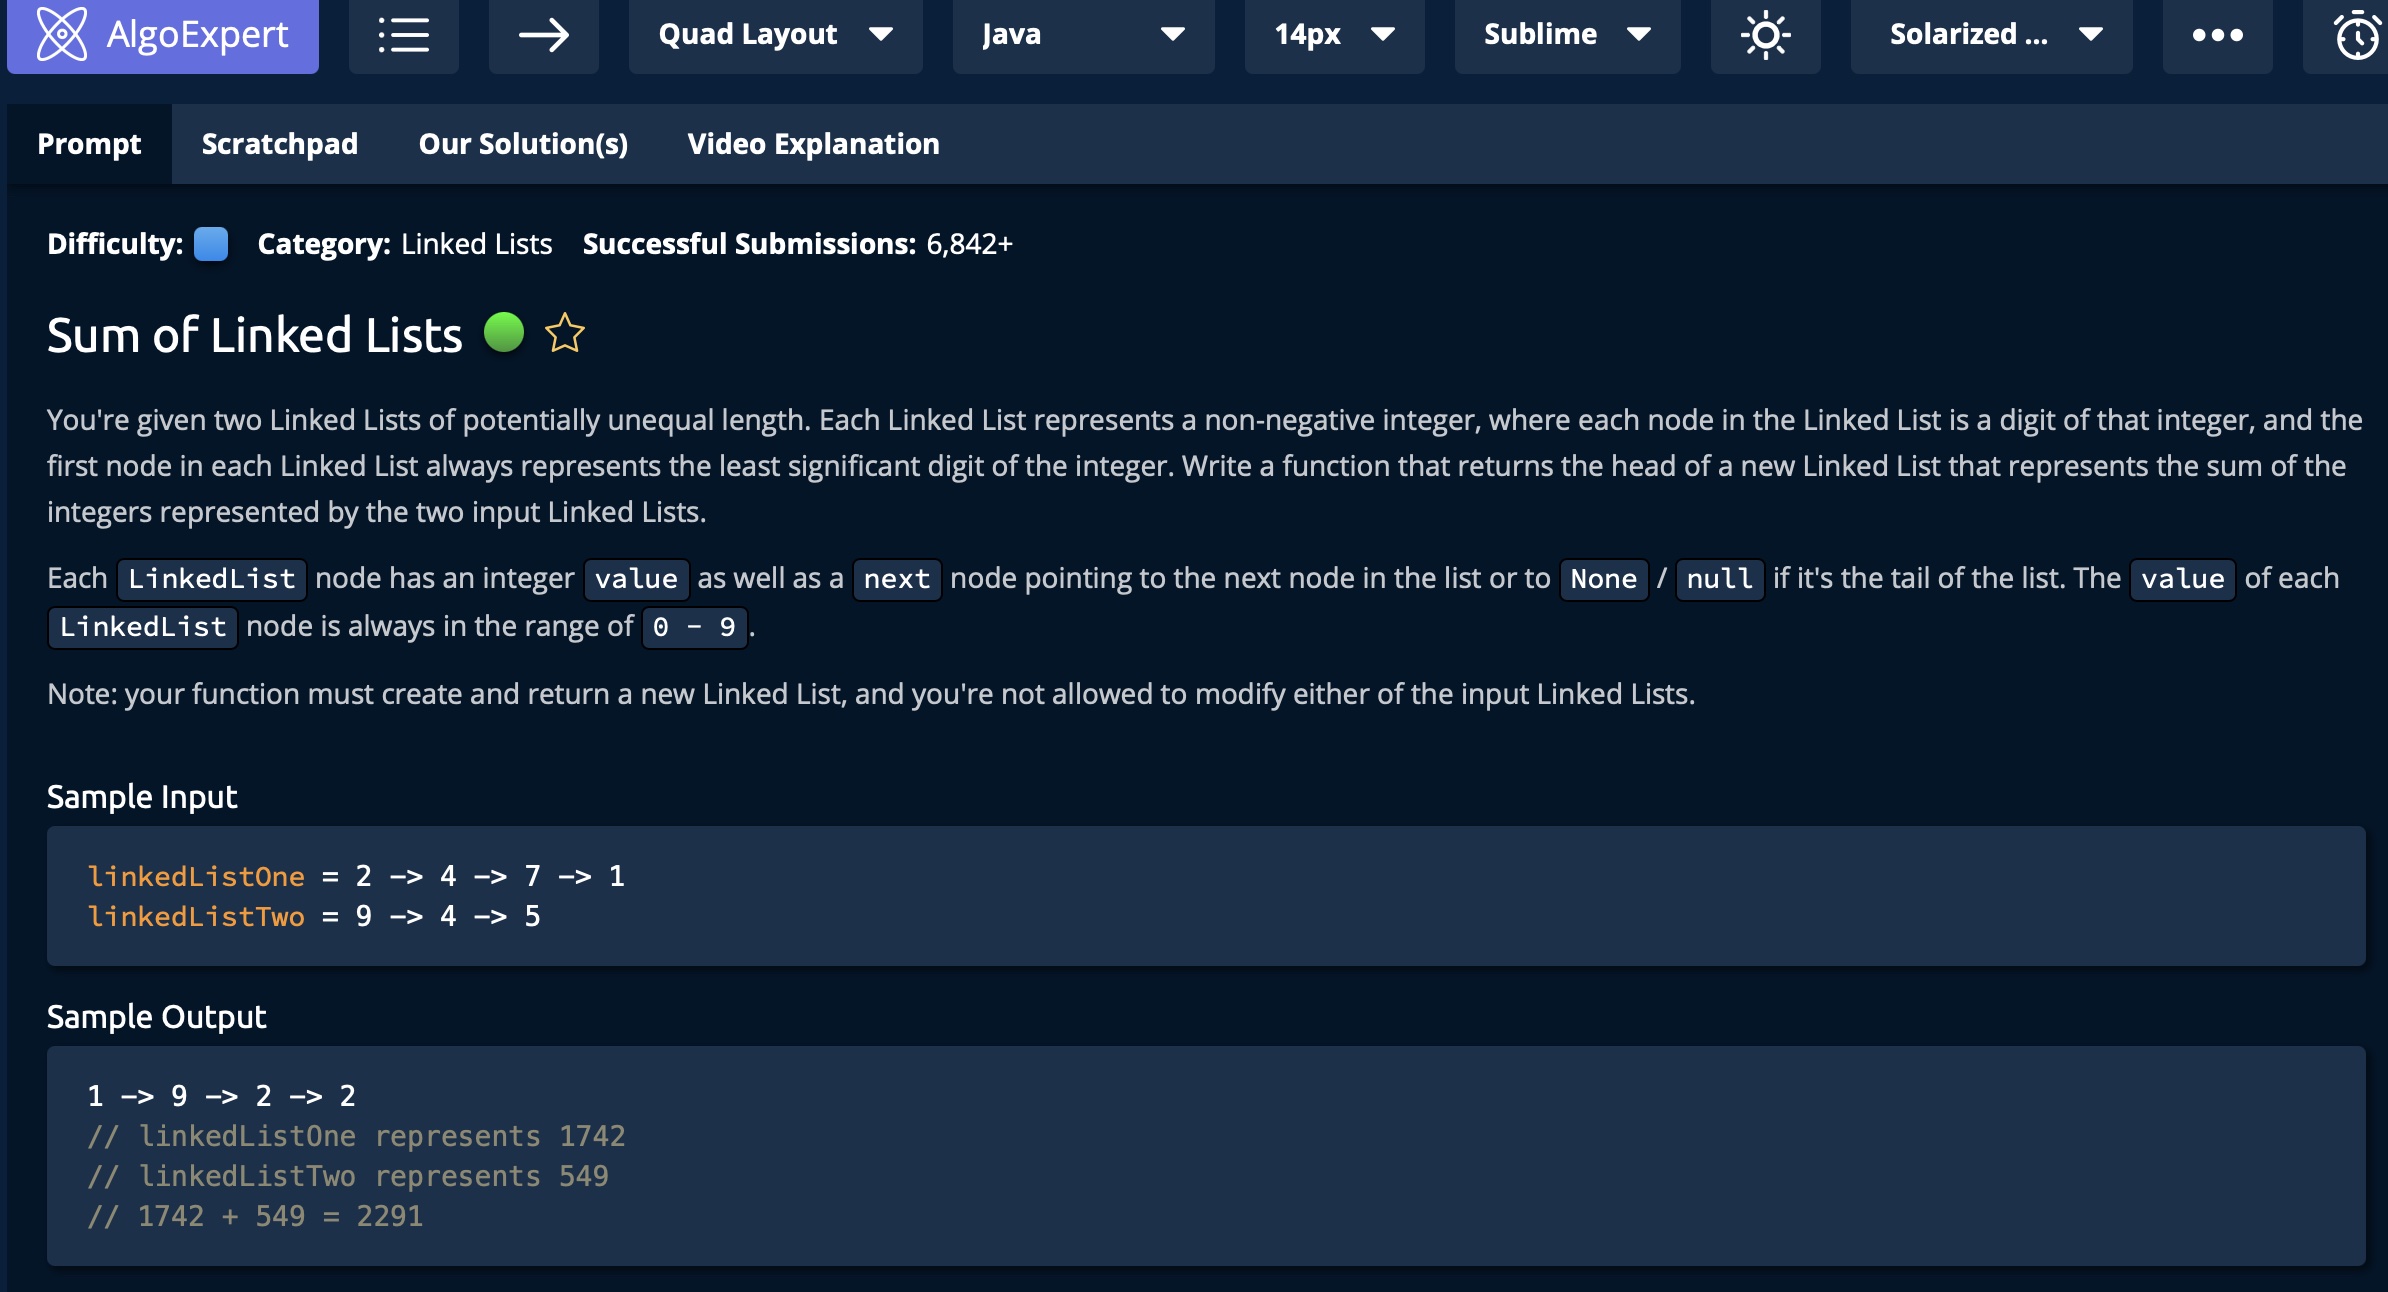 AlgoExpert Quad Layout Java 14px Sublime Solarized ...
Prompt Scratchpad Our Solution(s) Video Explanation
Difficulty: Category: Linked Lists Successful Submissions: 6,842+
Sum of Linked Lists
You're given two Linked Lists of potentially unequal length. Each Linked List represents a non-negative integer, where each node in the Linked List is a digit of that integer, and the
first node in each Linked List always represents the least significant digit of the integer. Write a function that returns the head of a new Linked List that represents the sum of the
integers represented by the two input Linked Lists.
Each LinkedList node has an integer value as well as a next node pointing to the next node in the list or to None / null if it's the tail of the list. The value of each
LinkedList node is always in the range of 0 - 9 .
Note: your function must create and return a new Linked List, and you're not allowed to modify either of the input Linked Lists.
Sample Input
linkedListOne = 2 -> 4 -> 7 -> 1
linkedListTwo = 9 -> 4 -> 5
Sample Output
1 -> 9 -> 2 -> 2
// linkedListOne represents 1742
// linkedListTwo represents 549
// 1742 + 549 = 2291